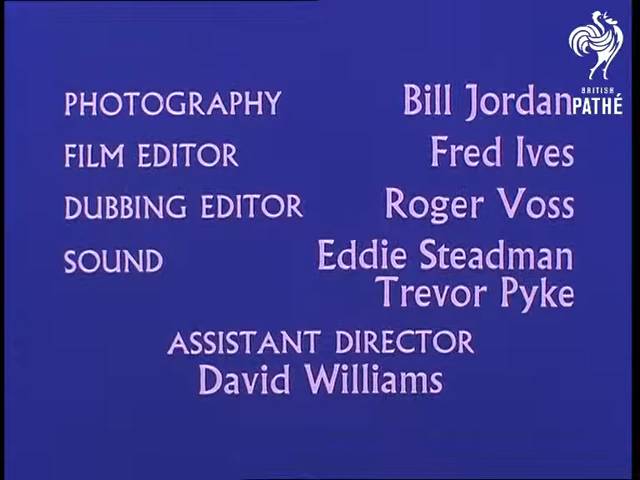 BRITISH
PATHÉ
PHOTOGRAPHY Bill Jordan
FILM EDITOR Fred Ives
DUBBING EDITOR Roger Voss
SOUND Eddie Steadman
Trevor Pyke
ASSISTANT DIRECTOR
David Williams